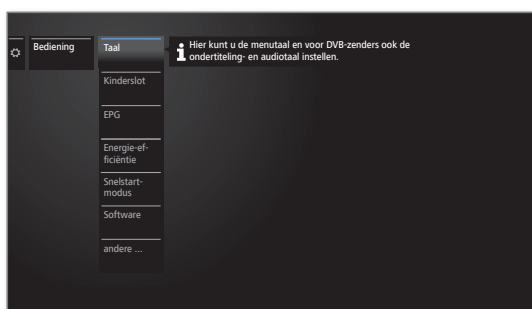 Bediening
Taal
Hier kunt u de menutaal en voor DVB-zenders ook de
ondertiteling- en audiotaal instellen.
Kinderslot
EPG
Energie-ef-
ficiëntie
Snelstart-
modus
Software
andere ...